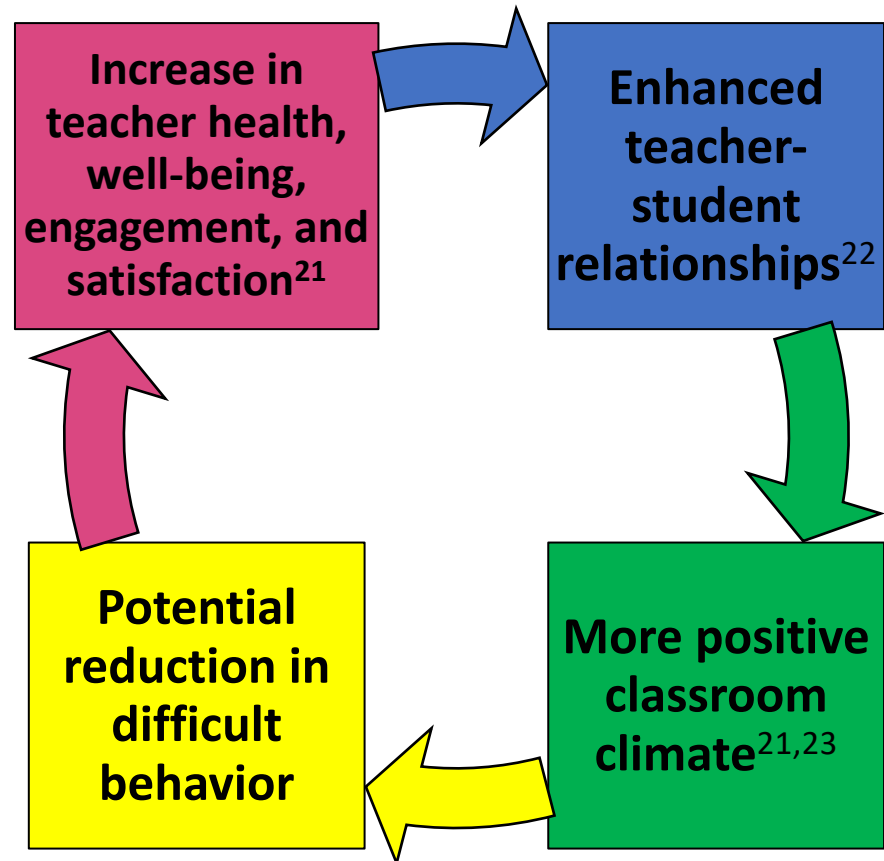 Increase in
teacher health,
well-being,
engagement, and
satisfaction²¹
Enhanced
teacher-
student
relationships²²
More positive
classroom
climate²¹,²³
Potential
reduction in
difficult
behavior